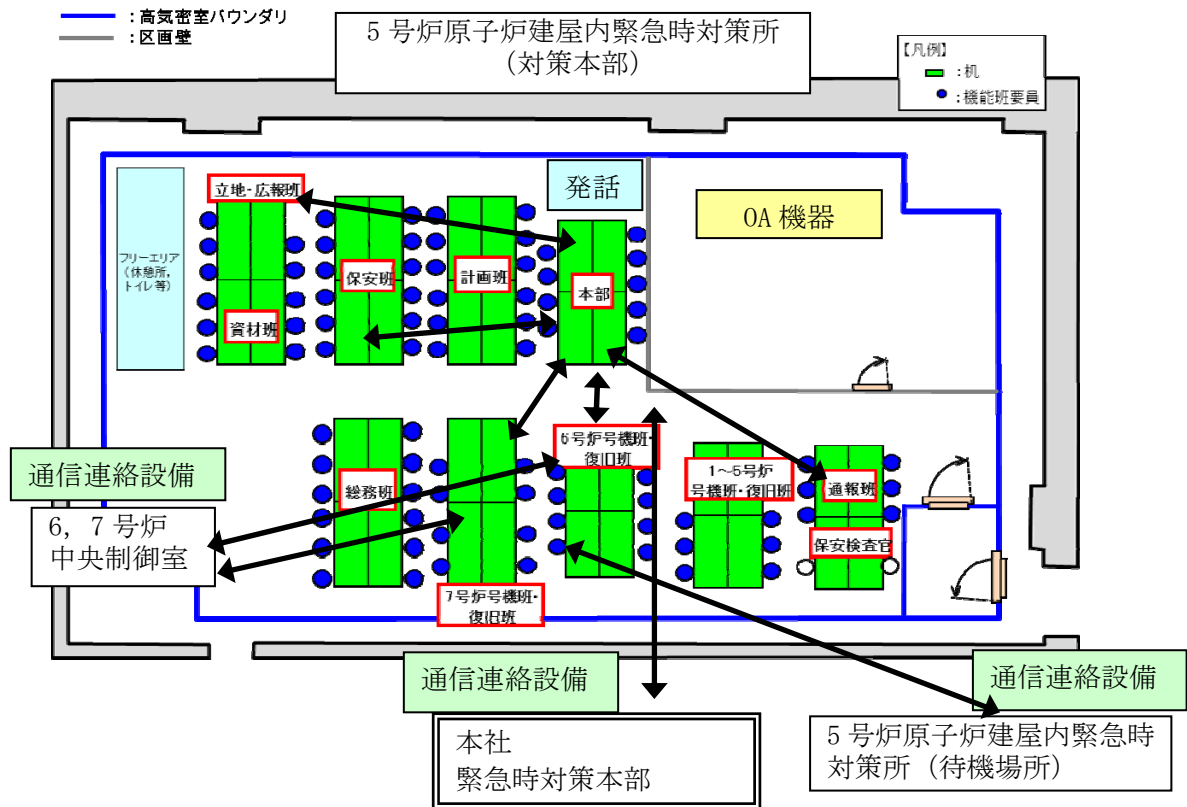 ：高気密室バウンダリ
：区画壁
5号炉原子炉建屋内緊急時対策所
（対策本部）
【凡例】
：机
：機能班要員
フリーエリア
（休憩所，
トイレ等）
立地・広報班
資材班
保安班
計画班
発話
本部
OA機器
通信連絡設備
6，7号炉
中央制御室
総務班
7号炉号機班・
復旧班
6号炉号機班・
復旧班
1～5号炉
号機班・復旧班
通報班
保安検査官
通信連絡設備
本社
緊急時対策本部
通信連絡設備
5号炉原子炉建屋内緊急時
対策所（待機場所）